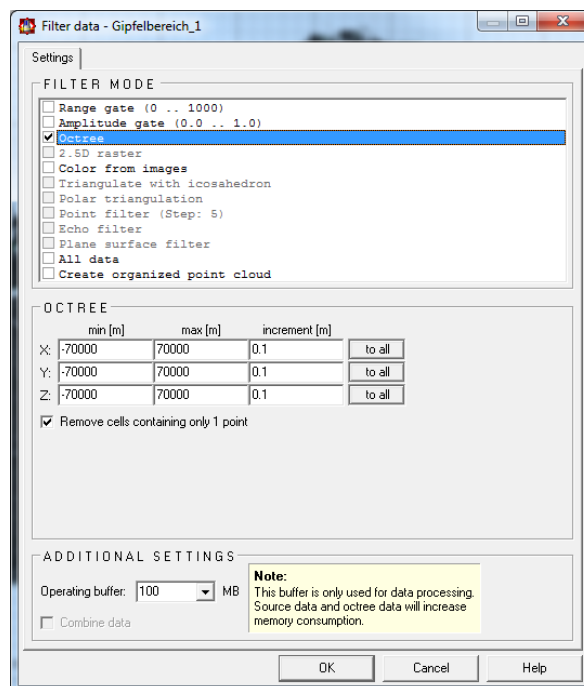 Filter data - Gipfelbereich_1
Settings
FILTER MODE
Range gate (0 .. 1000)
Amplitude gate (0.0 .. 1.0)
Octree
2.5D raster
Color from images
Triangulate with icosahedron
Polar triangulation
Point filter (Step: 5)
Echo filter
Plane surface filter
All data
Create organized point cloud
OCTREE
min [m] max [m] increment [m]
X: -70000 70000 0.1 to all
Y: -70000 70000 0.1 to all
Z: -70000 70000 0.1 to all
Remove cells containing only 1 point
ADDITIONAL SETTINGS
Operating buffer: 100 MB
Combine data
Note:
This buffer is only used for data processing.
Source data and octree data will increase
memory consumption.
OK Cancel Help